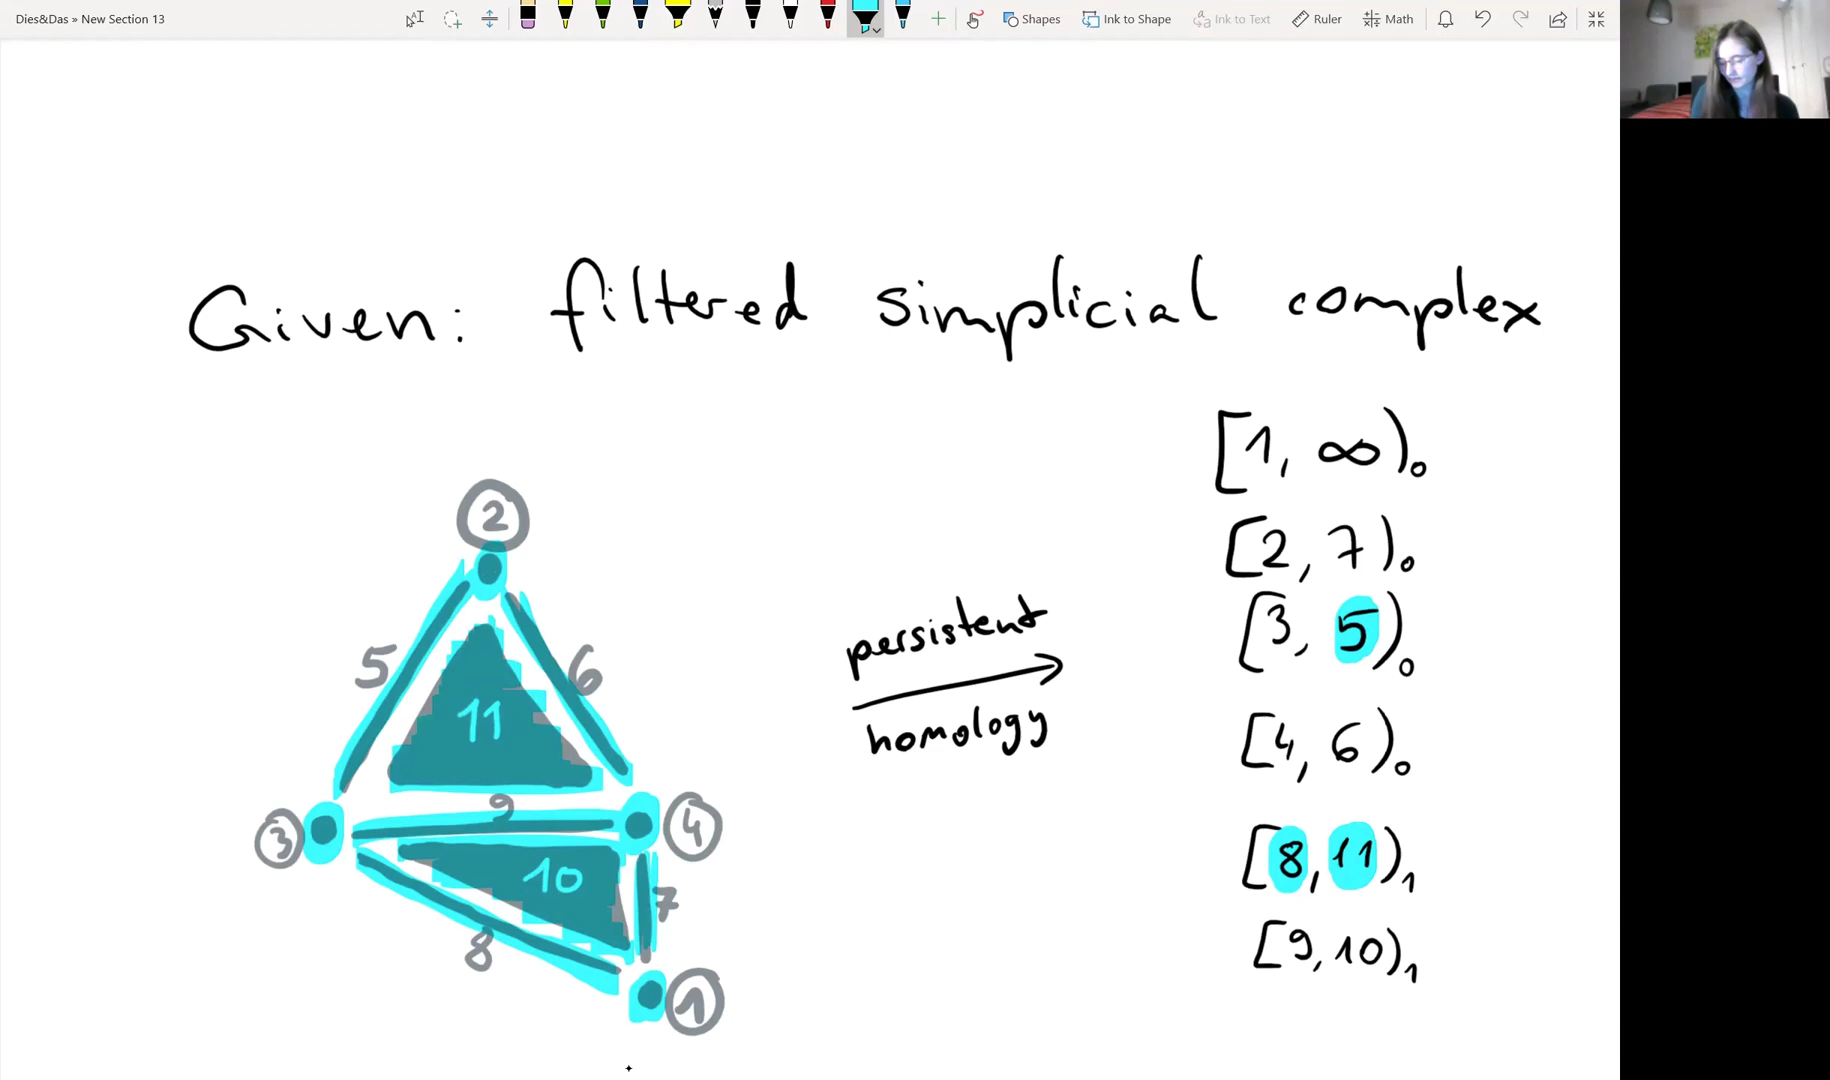 Dies&Das » New Section 13
Shapes
Ink to Shape
Ink to Text
Ruler
Math
Given: filtered simplicial complex
[1, ∞)₀
[2, 7)₀
[3, 5)₀
[4, 6)₀
[8, 11)₁
[9, 10)₁
persistent
homology
2
5
6
11
3
9
4
10
7
8
1